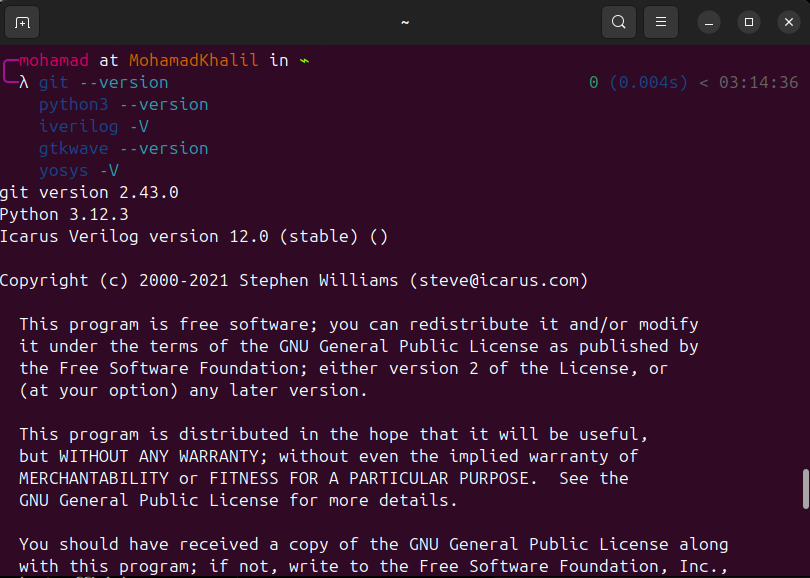 ~
mohamad at MohamadKhalil in ~
λ git --version 0 (0.004s) < 03:14:36
python3 --version
iverilog -V
gtkwave --version
yosys -V
git version 2.43.0
Python 3.12.3
Icarus Verilog version 12.0 (stable) ()
Copyright (c) 2000-2021 Stephen Williams (steve@icarus.com)
This program is free software; you can redistribute it and/or modify
it under the terms of the GNU General Public License as published by
the Free Software Foundation; either version 2 of the License, or
(at your option) any later version.
This program is distributed in the hope that it will be useful,
but WITHOUT ANY WARRANTY; without even the implied warranty of
MERCHANTABILITY or FITNESS FOR A PARTICULAR PURPOSE.  See the
GNU General Public License for more details.
You should have received a copy of the GNU General Public License along
with this program; if not, write to the Free Software Foundation, Inc.,